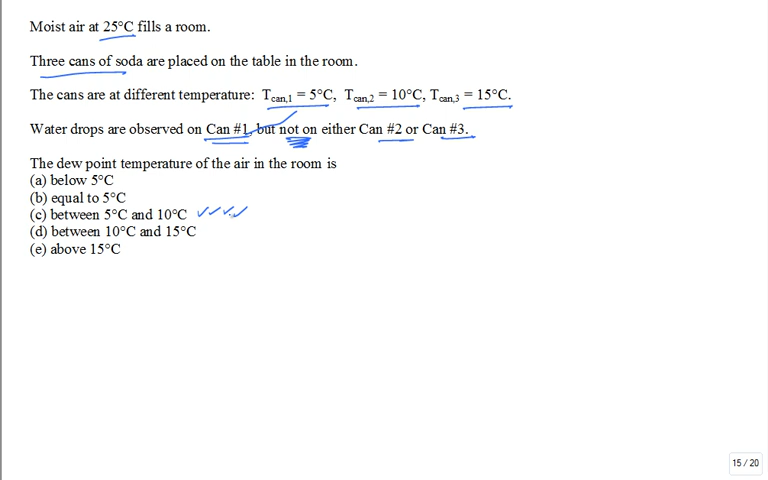 Moist air at 25°C fills a room.
Three cans of soda are placed on the table in the room.
The cans are at different temperature: Tcan,1 = 5°C, Tcan,2 = 10°C, Tcan,3 = 15°C.
Water drops are observed on Can #1, but not on either Can #2 or Can #3.
The dew point temperature of the air in the room is
(a) below 5°C
(b) equal to 5°C
(c) between 5°C and 10°C
(d) between 10°C and 15°C
(e) above 15°C
15 / 20